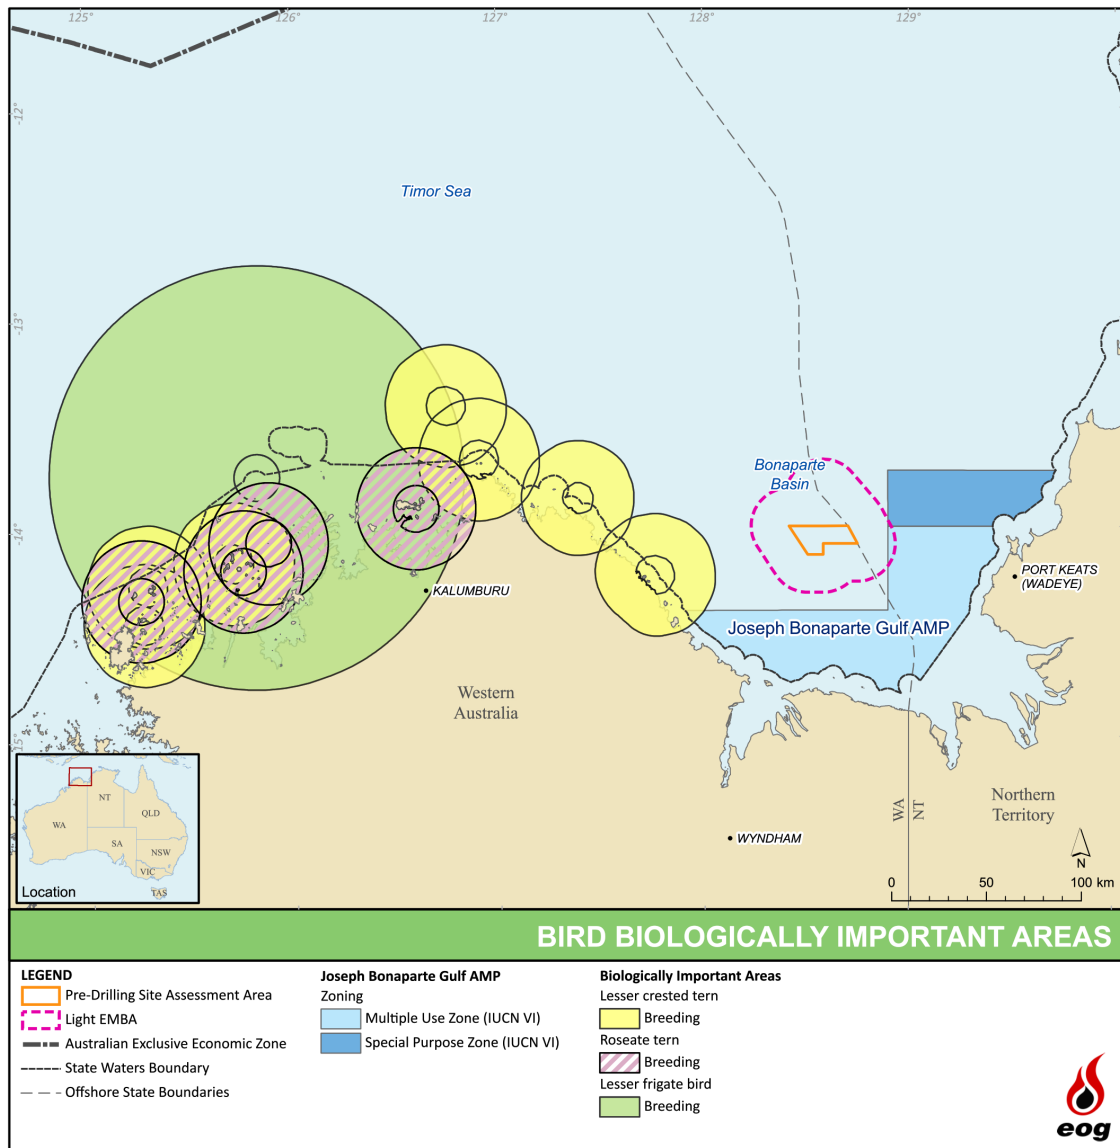 125°
126°
127°
128°
129°
-12°
-13°
-14°
-15°
Timor Sea
Bonaparte
Basin
PORT KEATS
(WADEYE)
KALUMBURU
Joseph Bonaparte Gulf AMP
Western
Australia
WA
NT
Northern
Territory
WYNDHAM
N
0 50 100 km
WA
NT
QLD
SA
NSW
VIC
TAS
Location
BIRD BIOLOGICALLY IMPORTANT AREAS
LEGEND
Pre-Drilling Site Assessment Area
Light EMBA
Australian Exclusive Economic Zone
State Waters Boundary
Offshore State Boundaries
Joseph Bonaparte Gulf AMP
Zoning
Multiple Use Zone (IUCN VI)
Special Purpose Zone (IUCN VI)
Biologically Important Areas
Lesser crested tern
Breeding
Roseate tern
Breeding
Lesser frigate bird
Breeding
eog